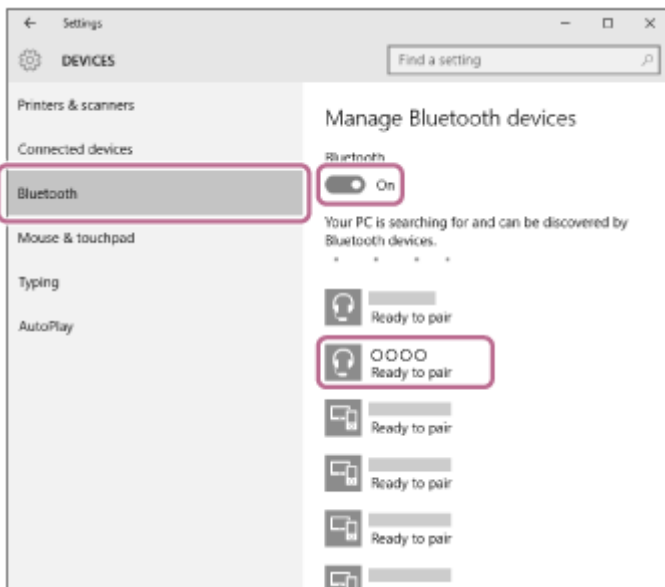 Settings
DEVICES
Find a setting
Printers & scanners
Connected devices
Bluetooth
Mouse & touchpad
Typing
AutoPlay
Manage Bluetooth devices
Bluetooth
On
Your PC is searching for and can be discovered by
Bluetooth devices.
Ready to pair
OOOO
Ready to pair
Ready to pair
Ready to pair
Ready to pair